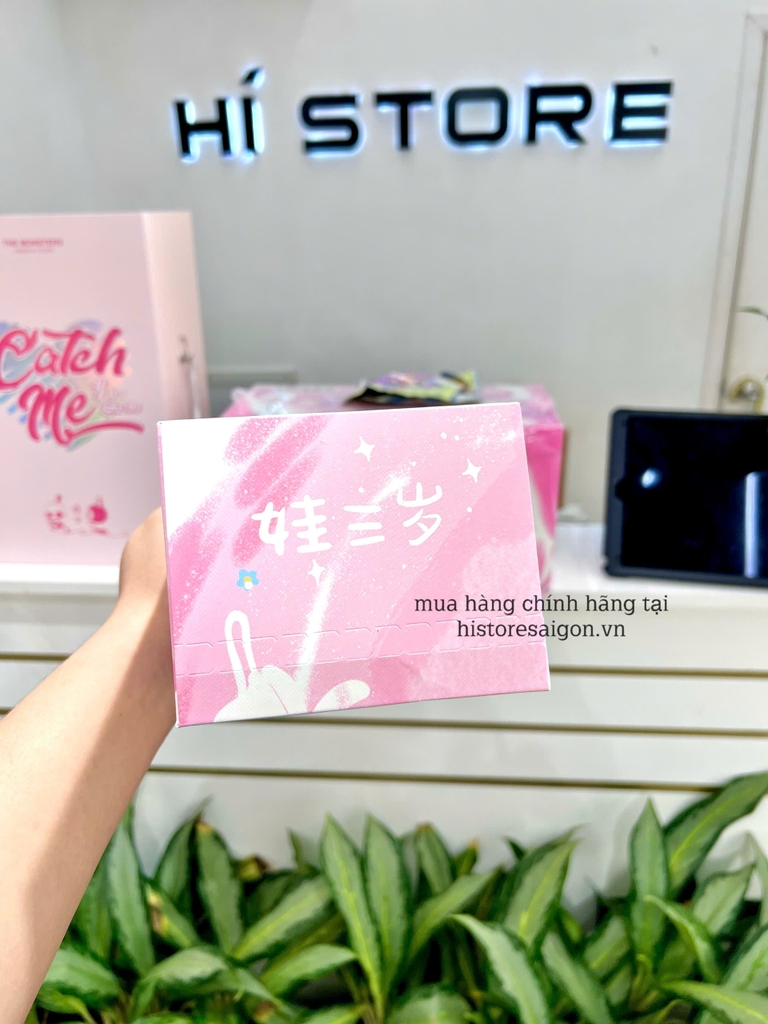 HÍ STORE
THE MONSTERS
Catch
Me
娃三岁
mua hàng chính hãng tại
historesaigon.vn